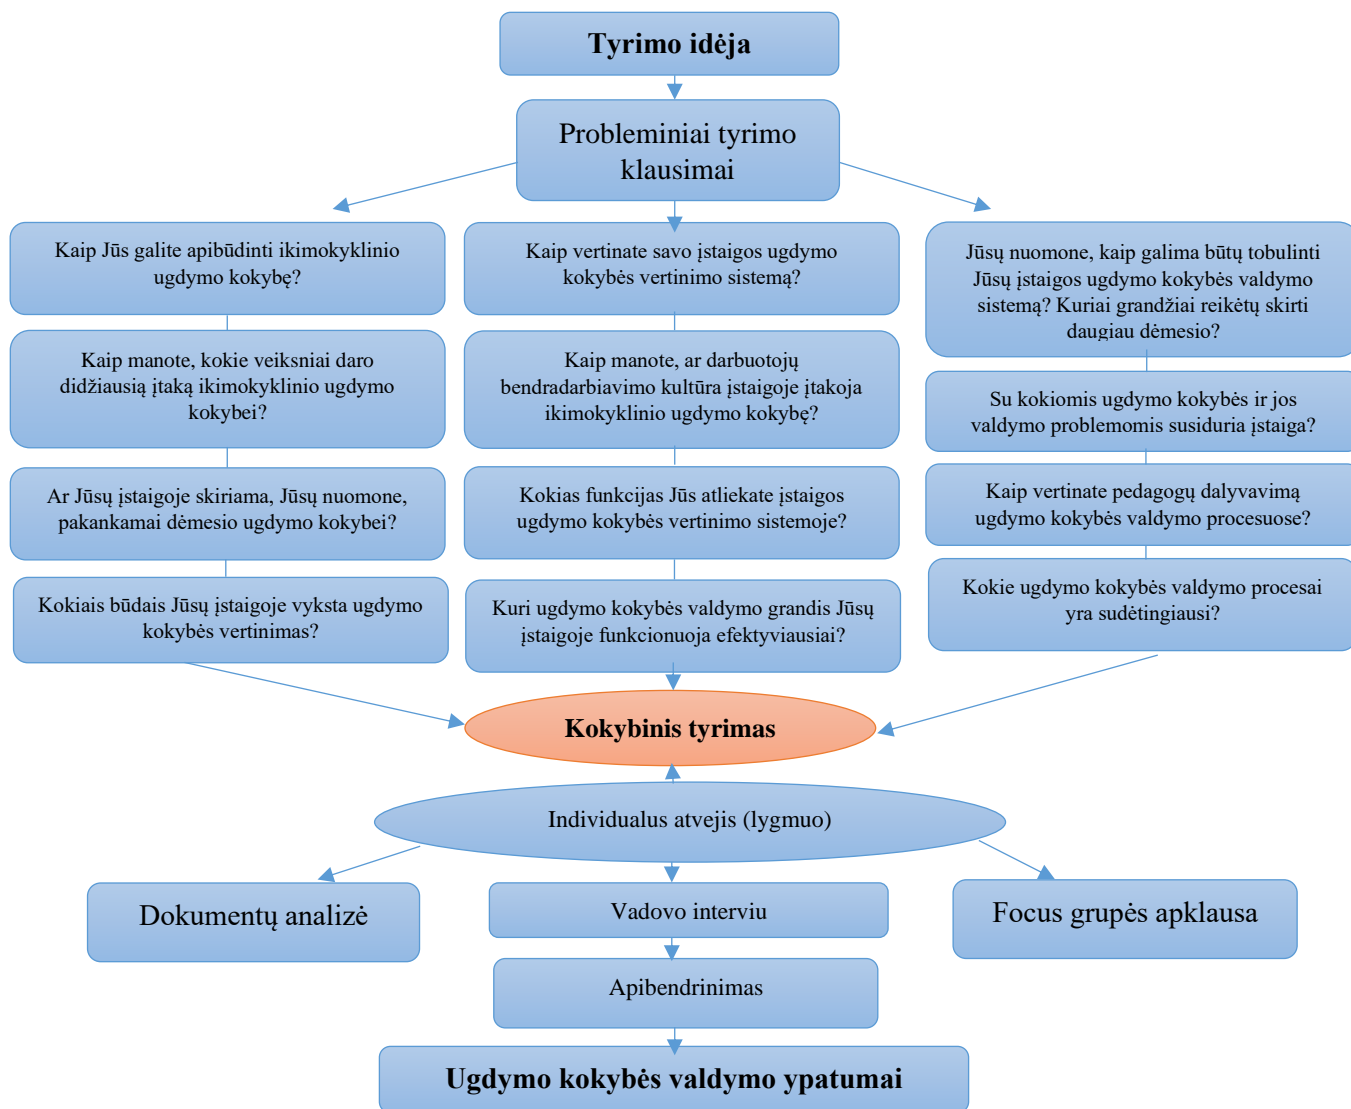 Tyrimo idėja
Probleminiai tyrimo
klausimai
Kaip Jūs galite apibūdinti ikimokyklinio
ugdymo kokybę?
Kaip manote, kokie veiksniai daro
didžiausią įtaką ikimokyklinio ugdymo
kokybei?
Ar Jūsų įstaigoje skiriama, Jūsų nuomone,
pakankamai dėmesio ugdymo kokybei?
Kokiais būdais Jūsų įstaigoje vyksta ugdymo
kokybės vertinimas?
Kaip vertinate savo įstaigos ugdymo
kokybės vertinimo sistemą?
Kaip manote, ar darbuotojų
bendradarbiavimo kultūra įstaigoje įtakoja
ikimokyklinio ugdymo kokybę?
Kokias funkcijas Jūs atliekate įstaigos
ugdymo kokybės vertinimo sistemoje?
Kuri ugdymo kokybės valdymo grandis Jūsų
įstaigoje funkcionuoja efektyviausiai?
Jūsų nuomone, kaip galima būtų tobulinti
Jūsų įstaigos ugdymo kokybės valdymo
sistemą? Kuriai grandžiai reikėtų skirti
daugiau dėmesio?
Su kokiomis ugdymo kokybės ir jos
valdymo problemomis susiduria įstaiga?
Kaip vertinate pedagogų dalyvavimą
ugdymo kokybės valdymo procesuose?
Kokie ugdymo kokybės valdymo procesai
yra sudėtingiausi?
Kokybinis tyrimas
Individualus atvejis (lygmuo)
Dokumentų analizė
Vadovo interviu
Focus grupės apklausa
Apibendrinimas
Ugdymo kokybės valdymo ypatumai